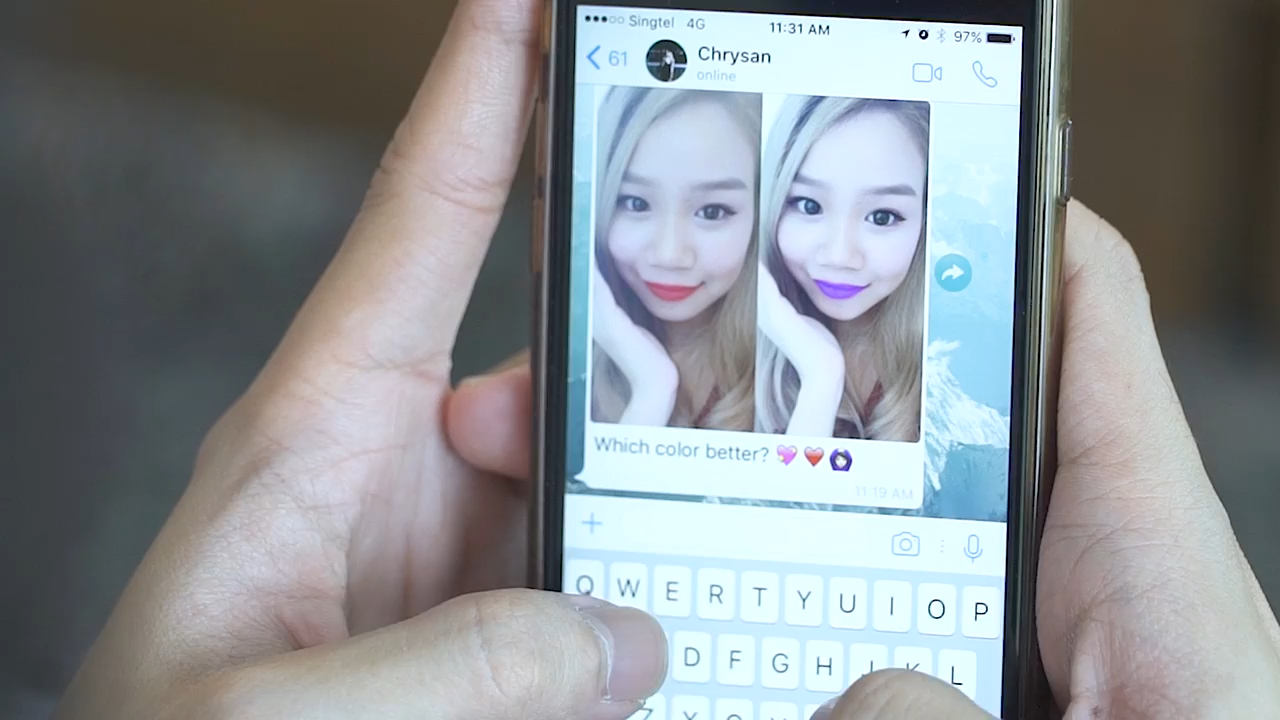 Singtel 4G 11:31 AM 97%
61 Chrysan
online
Which color better? 💖 ❤️ 🙆🏻
11:19 AM
Q W E R T Y U I O P
D F G H J K L
Z X